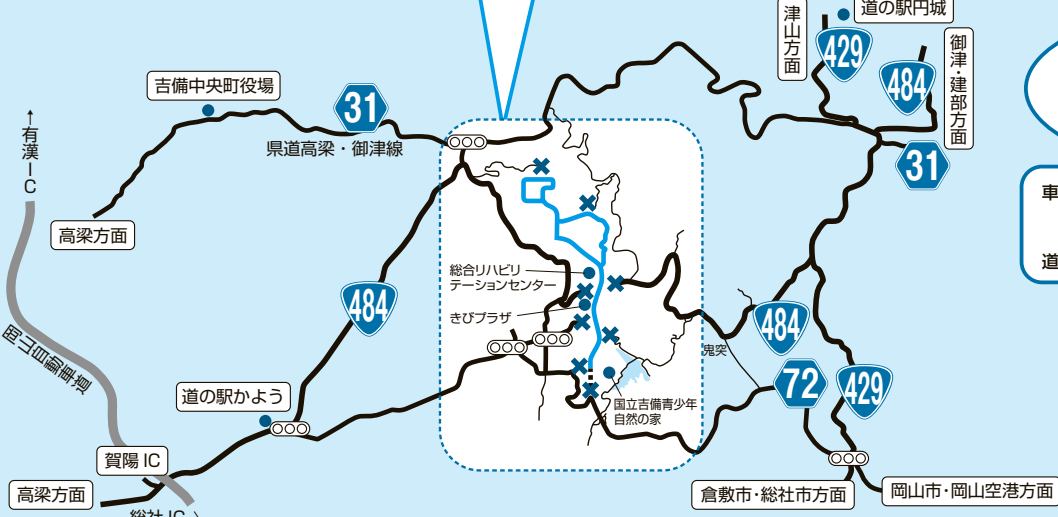 津山方面
道の駅円城
429
484
御津・建部方面
31
吉備中央町役場
31
県道高梁・御津線
↑有漢IC
高梁方面
484
岡山自動車道
総合リハビリ
テーションセンター
きびプラザ
国立吉備青少年
自然の家
鬼突
484
72
429
道の駅かよう
賀陽 IC
高梁方面
倉敷市・総社市方面
岡山市・岡山空港方面
車
道